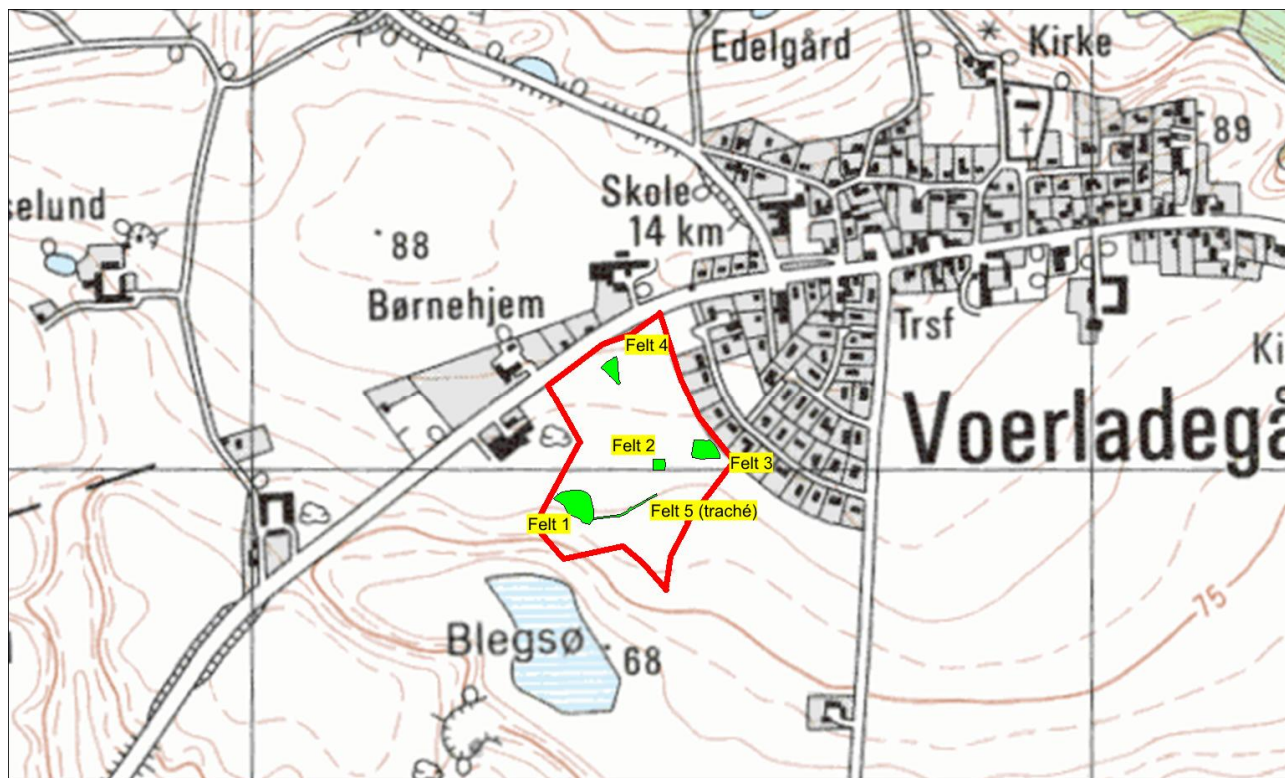 Edelgård
Kirke
89
selund
Skole
14 km
88
Børnehjem
Trsf
Ki
Felt 4
Voerladegå
Felt 2
Felt 3
Felt 1
Felt 5 (traché)
75
Blegsø
68